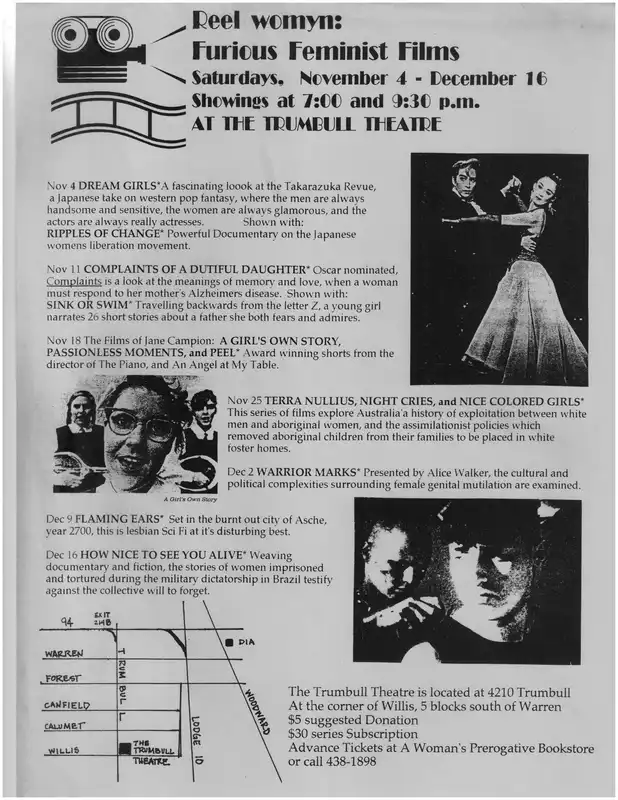 Reel womyn:
Furious Feminist Films
Saturdays, November 4 - December 16
Showings at 7:00 and 9:30 p.m.
AT THE TRUMBULL THEATRE
Nov 4 DREAM GIRLS*A fascinating loook at the Takarazuka Revue,
a Japanese take on western pop fantasy, where the men are always
handsome and sensitive, the women are always glamorous, and the
actors are always really actresses. Shown with:
RIPPLES OF CHANGE* Powerful Documentary on the Japanese
womens liberation movement.
Nov 11 COMPLAINTS OF A DUTIFUL DAUGHTER* Oscar nominated,
Complaints is a look at the meanings of memory and love, when a woman
must respond to her mother's Alzheimers disease. Shown with:
SINK OR SWIM* Travelling backwards from the letter Z, a young girl
narrates 26 short stories about a father she both fears and admires.
Nov 18 The Films of Jane Campion: A GIRL'S OWN STORY,
PASSIONLESS MOMENTS, and PEEL* Award winning shorts from the
director of The Piano, and An Angel at My Table.
Nov 25 TERRA NULLIUS, NIGHT CRIES, and NICE COLORED GIRLS*
This series of films explore Australia'a history of exploitation between white
men and aboriginal women, and the assimilationist policies which
removed aboriginal children from their families to be placed in white
foster homes.
Dec 2 WARRIOR MARKS* Presented by Alice Walker, the cultural and
political complexities surrounding female genital mutilation are examined.
A Girl's Own Story
Dec 9 FLAMING EARS* Set in the burnt out city of Asche,
year 2700, this is lesbian Sci Fi at it's disturbing best.
Dec 16 HOW NICE TO SEE YOU ALIVE* Weaving
documentary and fiction, the stories of women imprisoned
and tortured during the military dictatorship in Brazil testify
against the collective will to forget.
94
EXIT
214B
DIA
WARREN
FOREST
CANFIELD
CALUMET
WILLIS
TRUMBULL
THE
TRUMBULL
THEATRE
LODGE 10
WOODWARD
The Trumbull Theatre is located at 4210 Trumbull
At the corner of Willis, 5 blocks south of Warren
$5 suggested Donation
$30 series Subscription
Advance Tickets at A Woman's Prerogative Bookstore
or call 438-1898